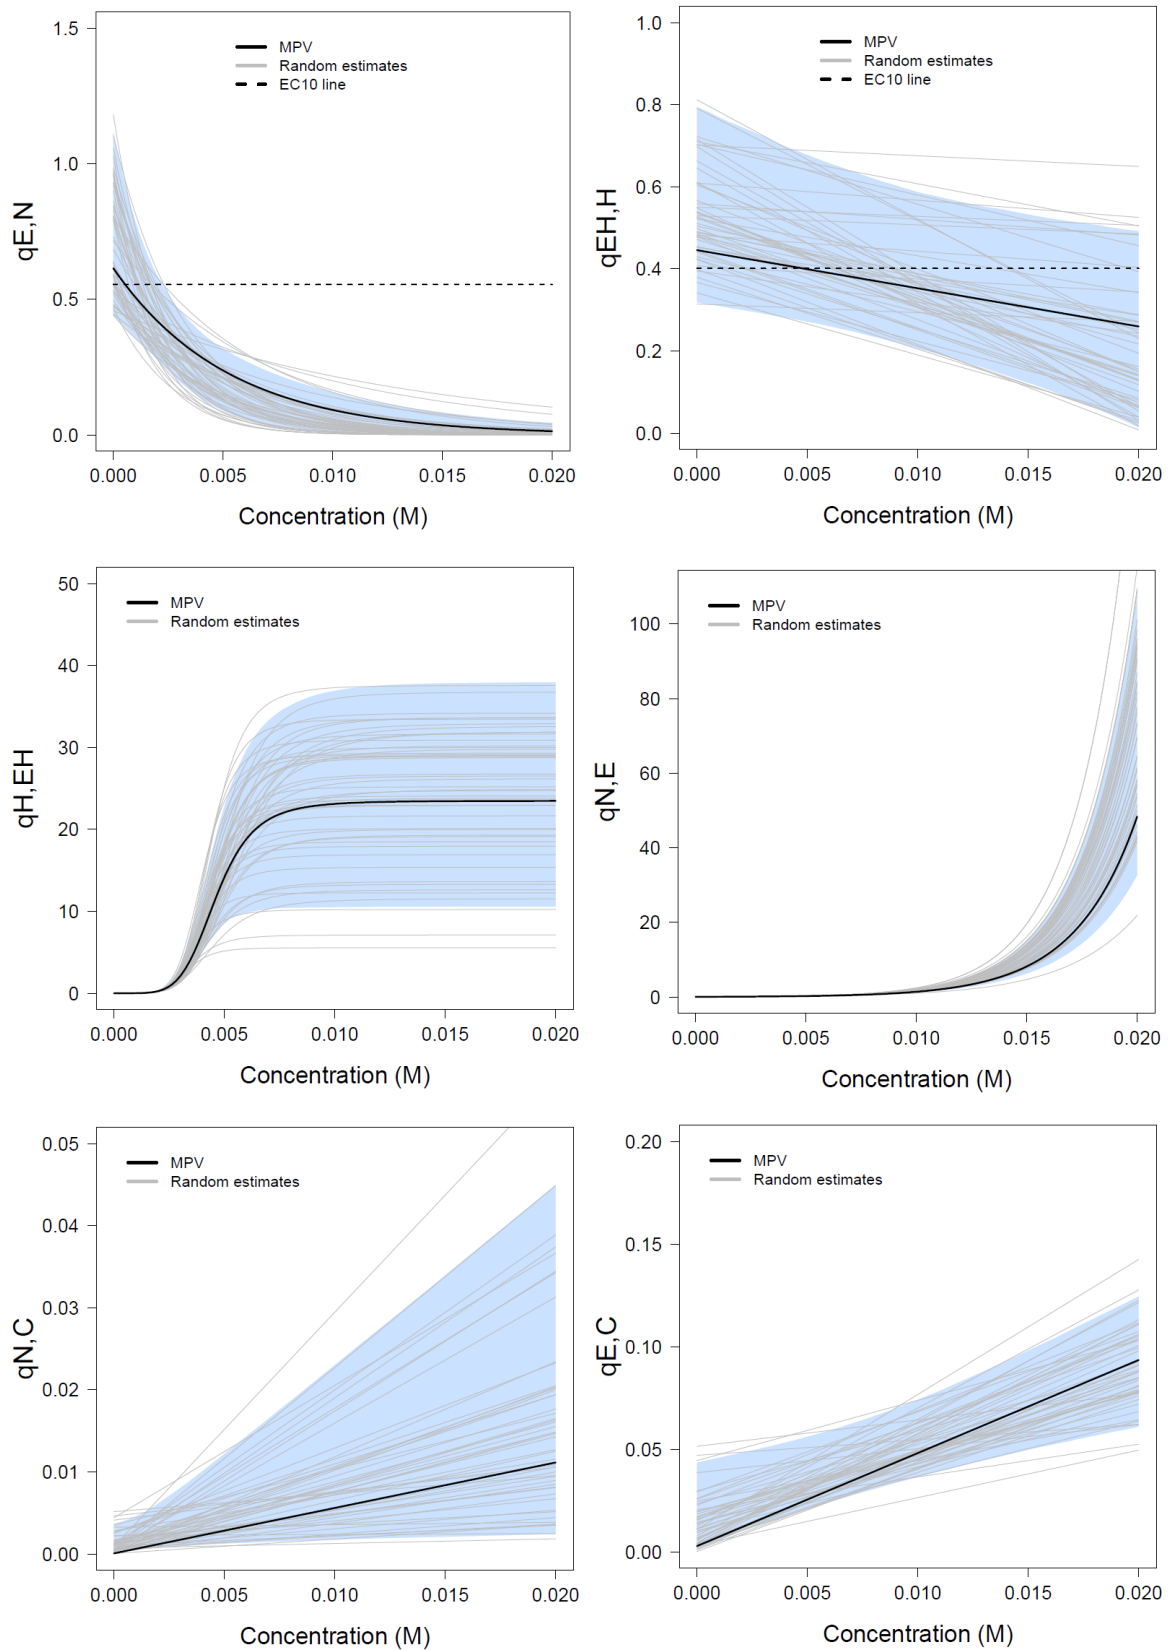 1.5
1.0
0.5
0.0
qE,N
MPV
Random estimates
EC10 line
0.000 0.005 0.010 0.015 0.020
Concentration (M)
1.0
0.8
0.6
0.4
0.2
0.0
qEH,H
MPV
Random estimates
EC10 line
0.000 0.005 0.010 0.015 0.020
Concentration (M)
50
40
30
20
10
0
qH,EH
MPV
Random estimates
0.000 0.005 0.010 0.015 0.020
Concentration (M)
100
80
60
40
20
0
qN,E
MPV
Random estimates
0.000 0.005 0.010 0.015 0.020
Concentration (M)
0.05
0.04
0.03
0.02
0.01
0.00
qN,C
MPV
Random estimates
0.000 0.005 0.010 0.015 0.020
Concentration (M)
0.20
0.15
0.10
0.05
0.00
qE,C
MPV
Random estimates
0.000 0.005 0.010 0.015 0.020
Concentration (M)